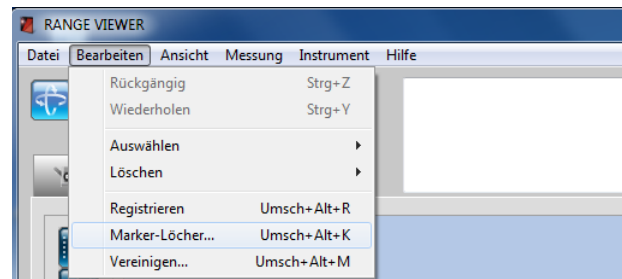 RANGE VIEWER
Datei Bearbeiten Ansicht Messung Instrument Hilfe
Rückgängig Strg+Z
Wiederholen Strg+Y
Auswählen
Löschen
Registrieren Umsch+Alt+R
Marker-Löcher... Umsch+Alt+K
Vereinigen... Umsch+Alt+M